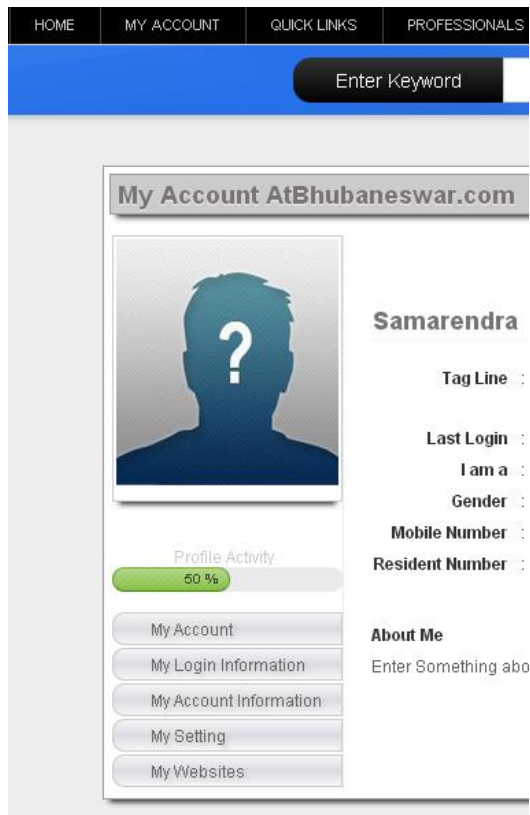 HOME MY ACCOUNT QUICK LINKS PROFESSIONALS
Enter Keyword
My Account AtBhubaneswar.com
?
Samarendra
Tag Line :
Last Login :
I am a :
Gender :
Mobile Number :
Resident Number :
Profile Activity
50 %
My Account
My Login Information
My Account Information
My Setting
My Websites
About Me
Enter Something abo